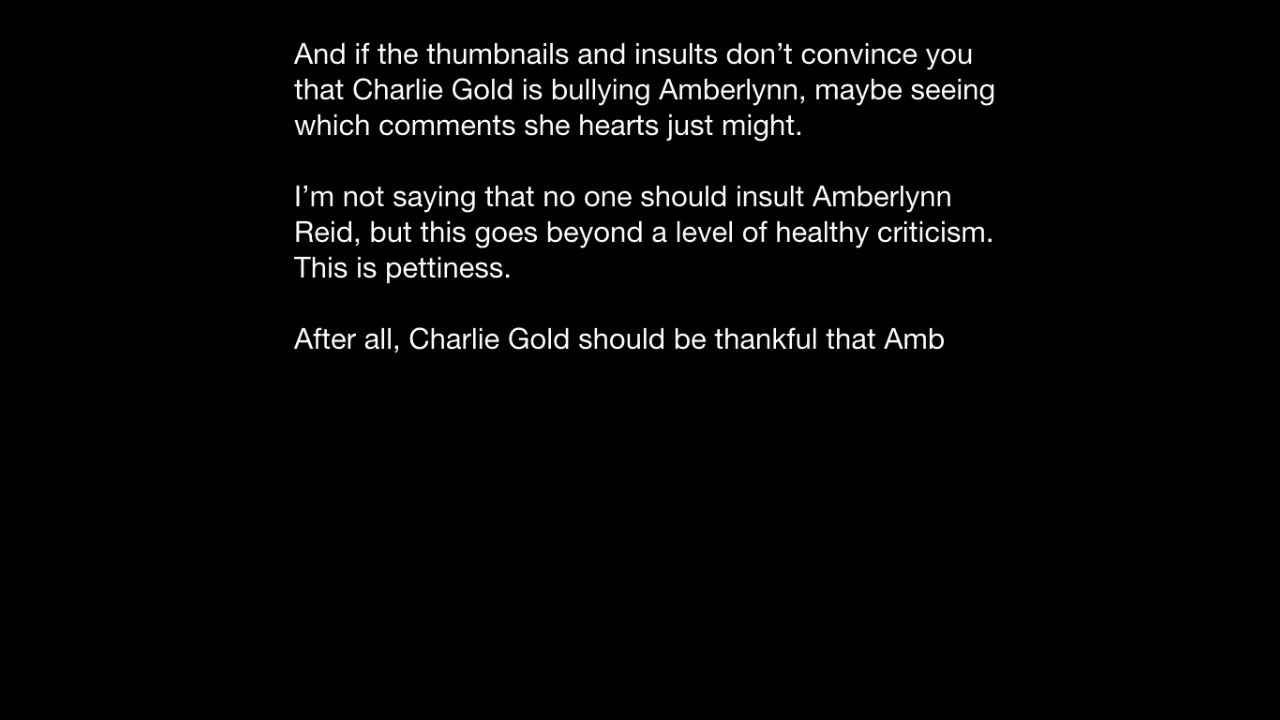 And if the thumbnails and insults don’t convince you
that Charlie Gold is bullying Amberlynn, maybe seeing
which comments she hearts just might.
I’m not saying that no one should insult Amberlynn
Reid, but this goes beyond a level of healthy criticism.
This is pettiness.
After all, Charlie Gold should be thankful that Amb